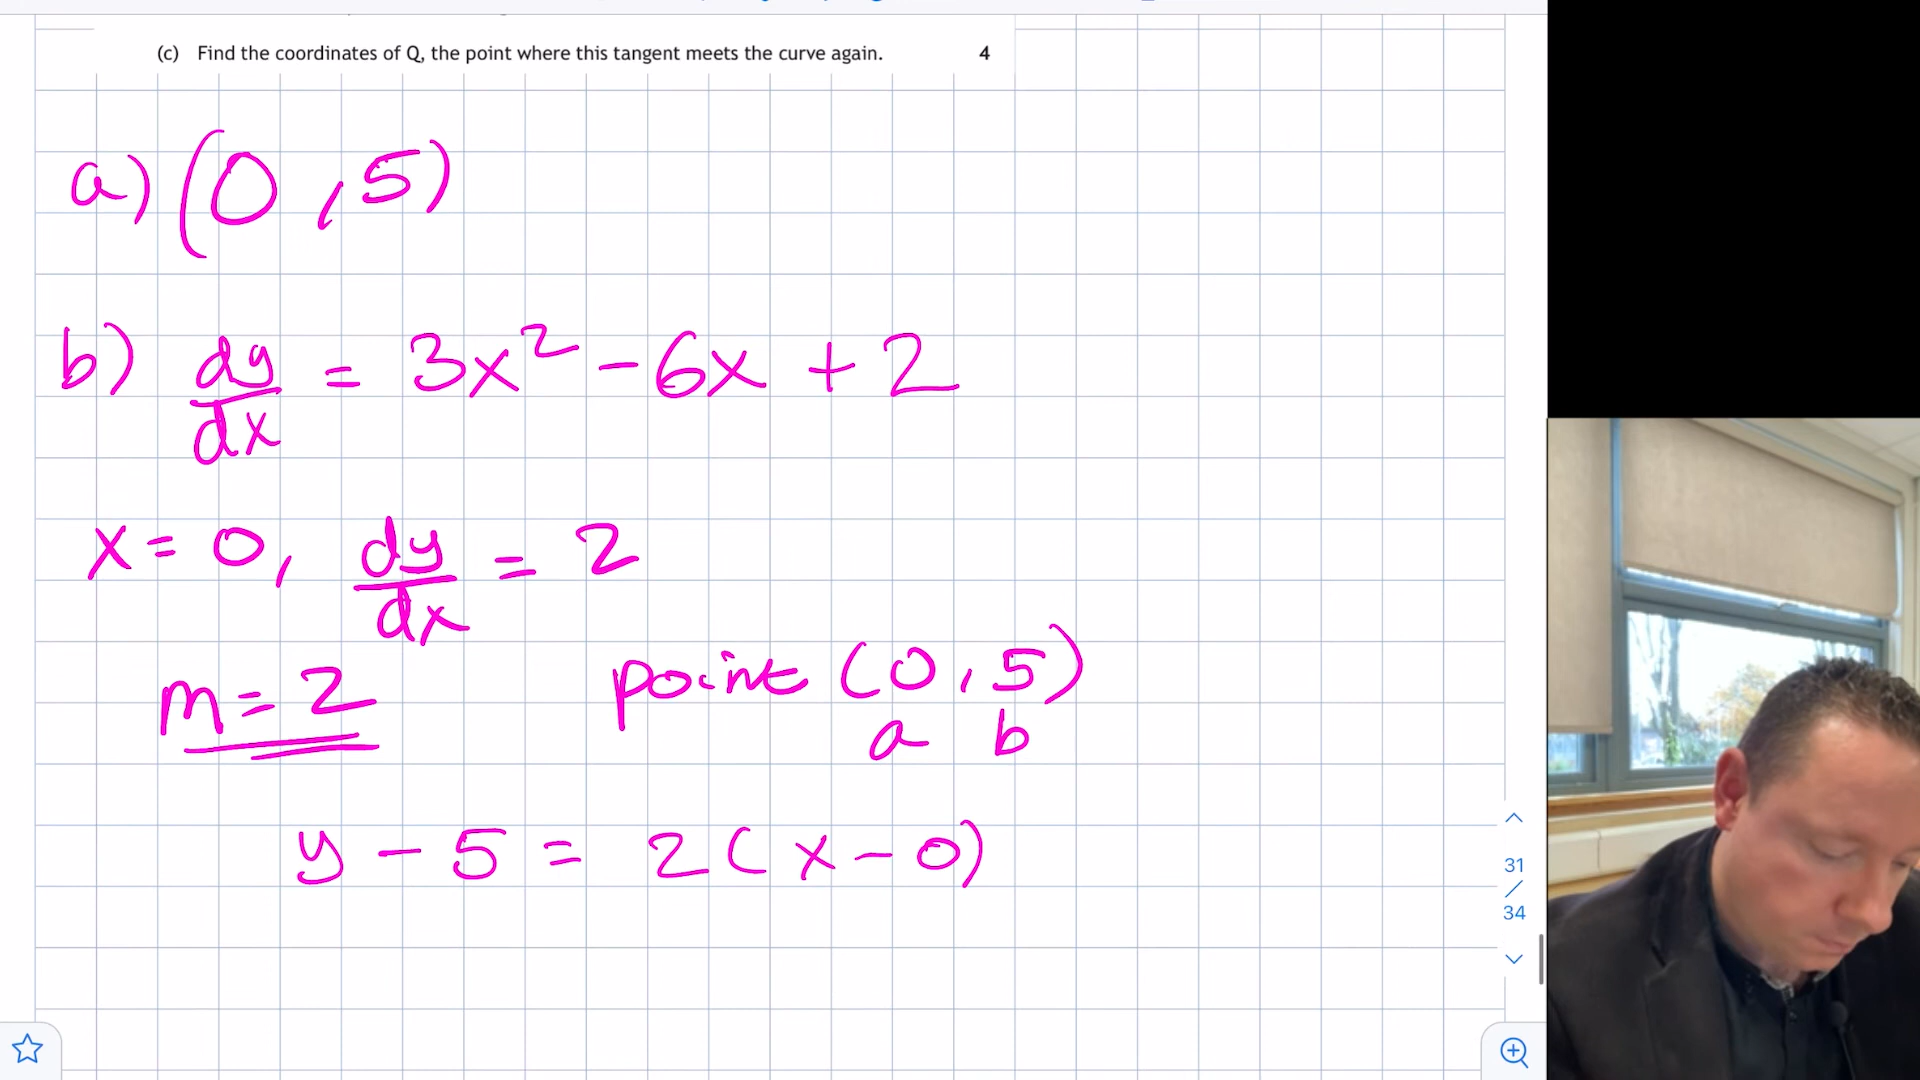 (c) Find the coordinates of Q, the point where this tangent meets the curve again. 4
a) (0, 5)
b) dy/dx = 3x² - 6x + 2
x = 0, dy/dx = 2
m = 2 point (0, 5)
a b
y - 5 = 2(x - 0)
31
/
34